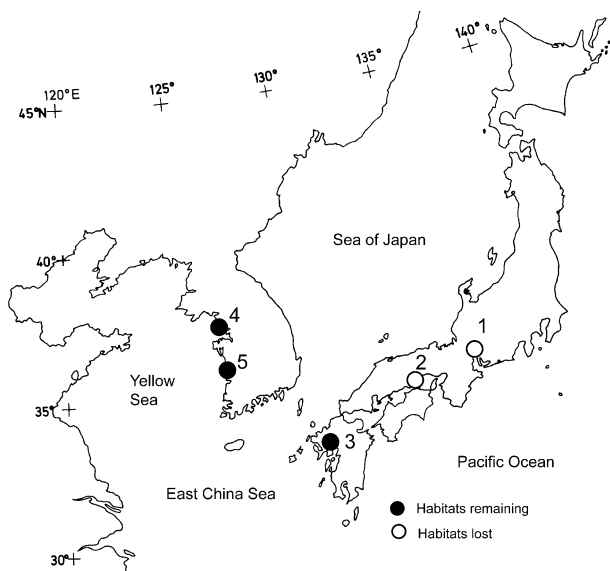 140°
135°
130°
125°
120°E
45°N
Sea of Japan
40°
4
1
5
2
Yellow
Sea
35°
3
Pacific Ocean
East China Sea
Habitats remaining
Habitats lost
30°